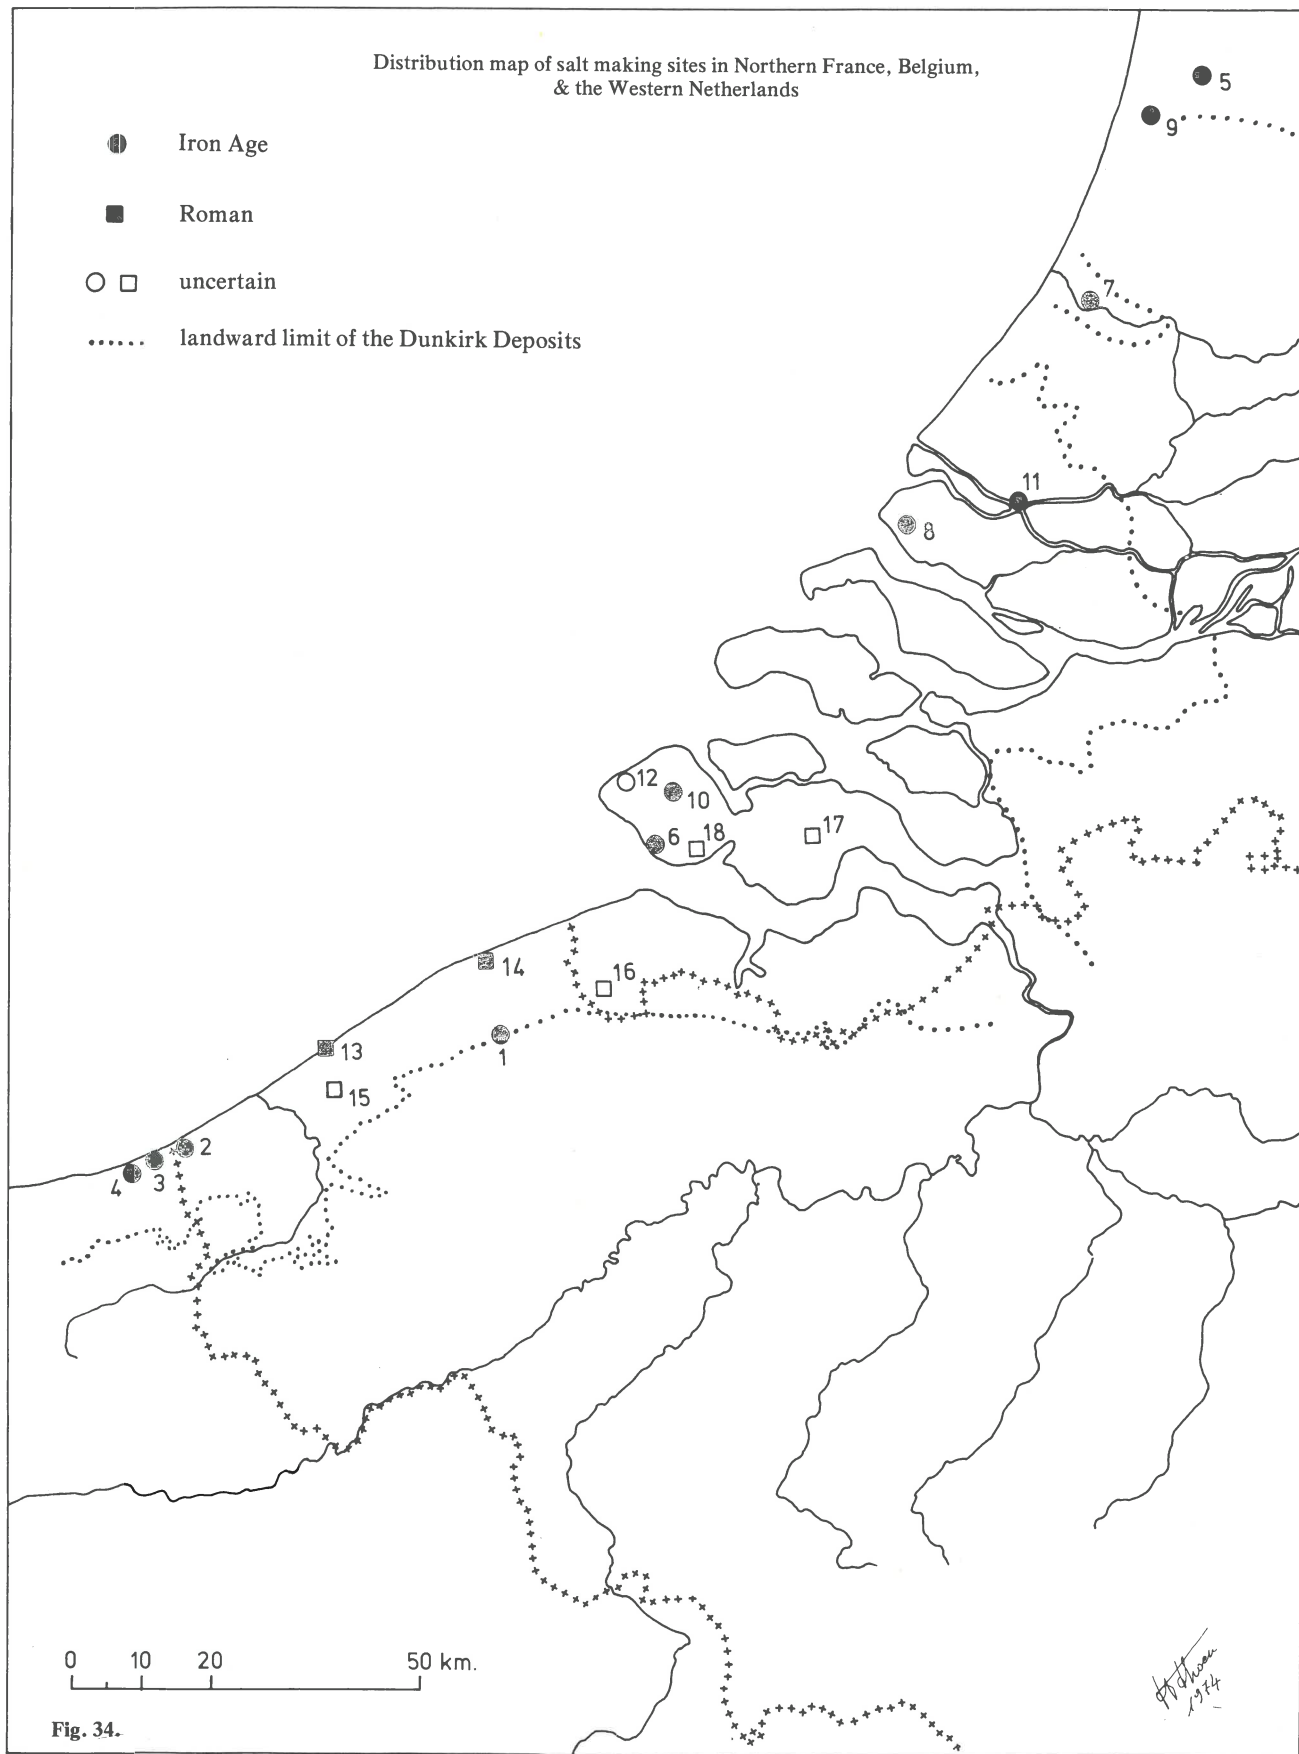 Distribution map of salt making sites in Northern France, Belgium,
& the Western Netherlands
Iron Age
Roman
uncertain
landward limit of the Dunkirk Deposits
5
9
7
11
8
12
10
6
18
17
14
16
1
13
15
2
3
4
0 10 20 50 km.
Fig. 34.
1974